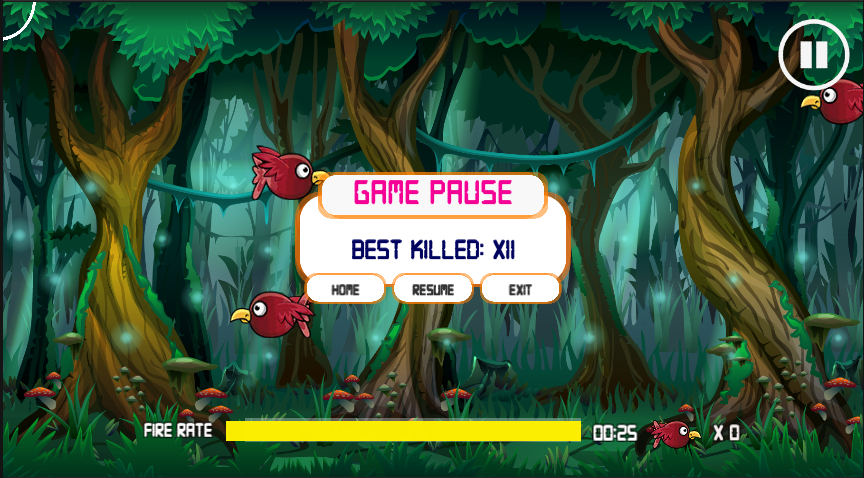 GAME PAUSE
BEST KILLED: XII
HOME RESUME EXIT
FIRE RATE 00:25 X 0